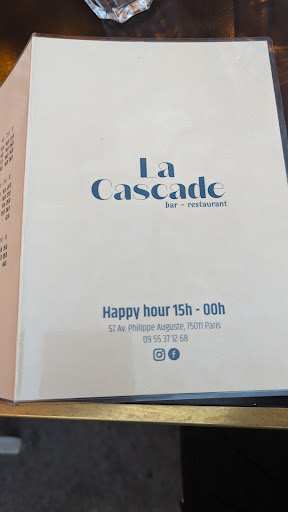 La
Cascade
bar - restaurant
Happy hour 15h - 00h
57 Av. Philippe Auguste, 75011 Paris
09 55 37 12 68